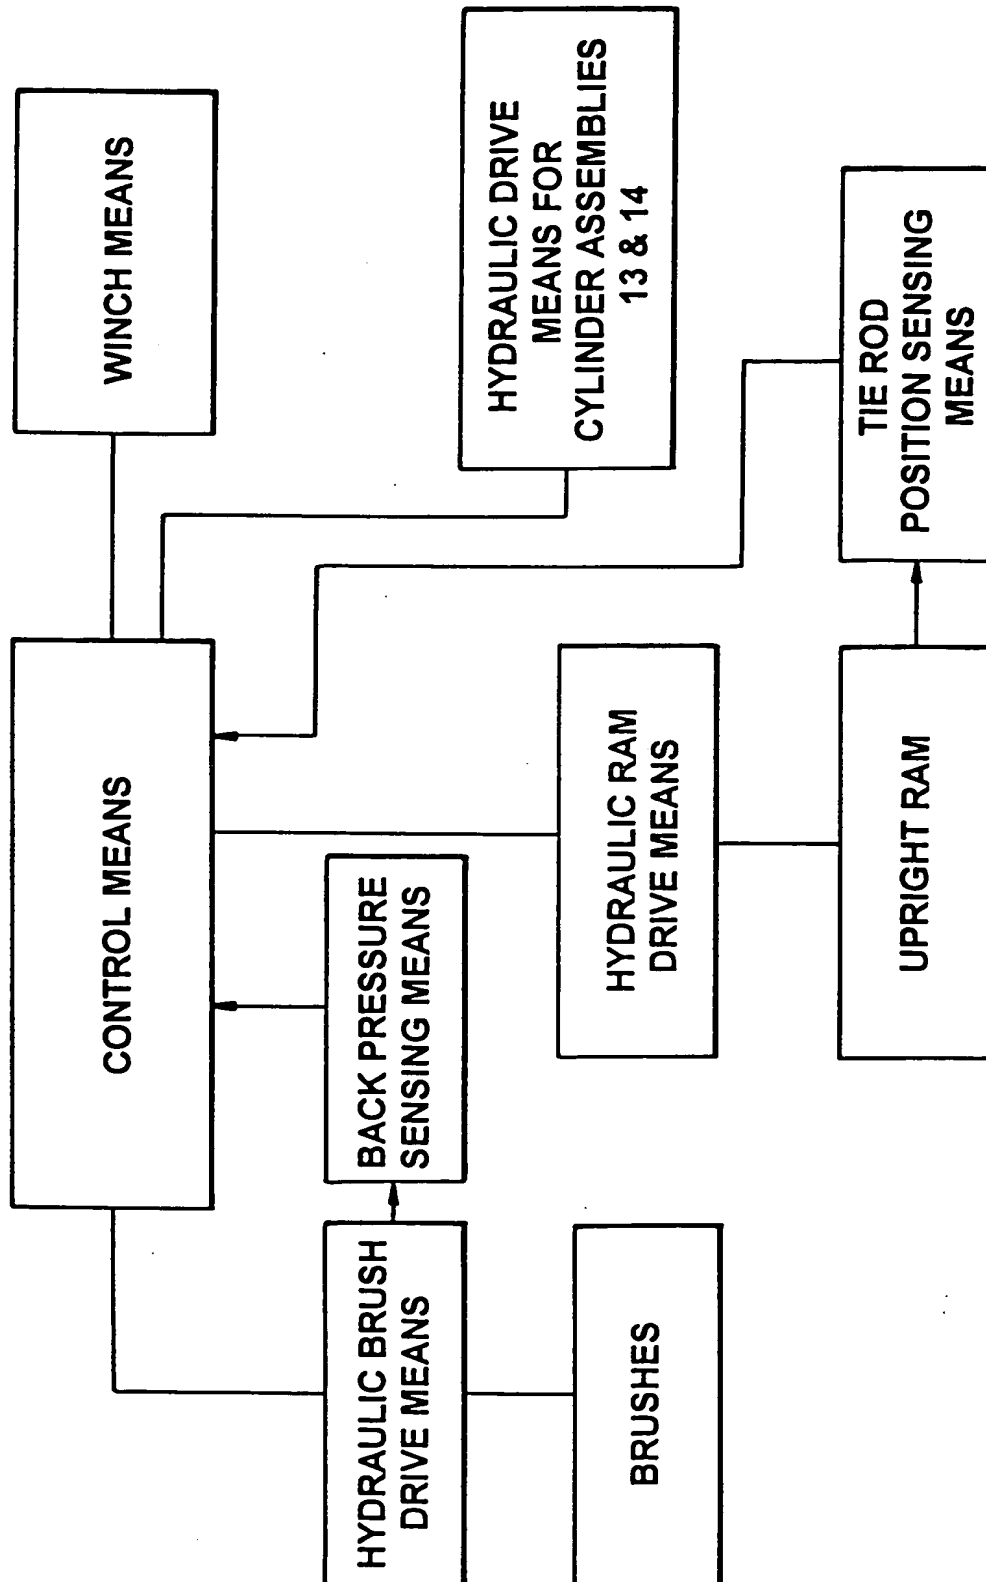 CONTROL MEANS
WINCH MEANS
HYDRAULIC BRUSH
DRIVE MEANS
BACK PRESSURE
SENSING MEANS
HYDRAULIC DRIVE
MEANS FOR
CYLINDER ASSEMBLIES
13 & 14
BRUSHES
HYDRAULIC RAM
DRIVE MEANS
UPRIGHT RAM
TIE ROD
POSITION SENSING
MEANS